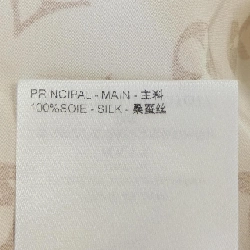 PRINCIPAL - MAIN - 主料
100%SOIE - SILK - 桑蚕丝